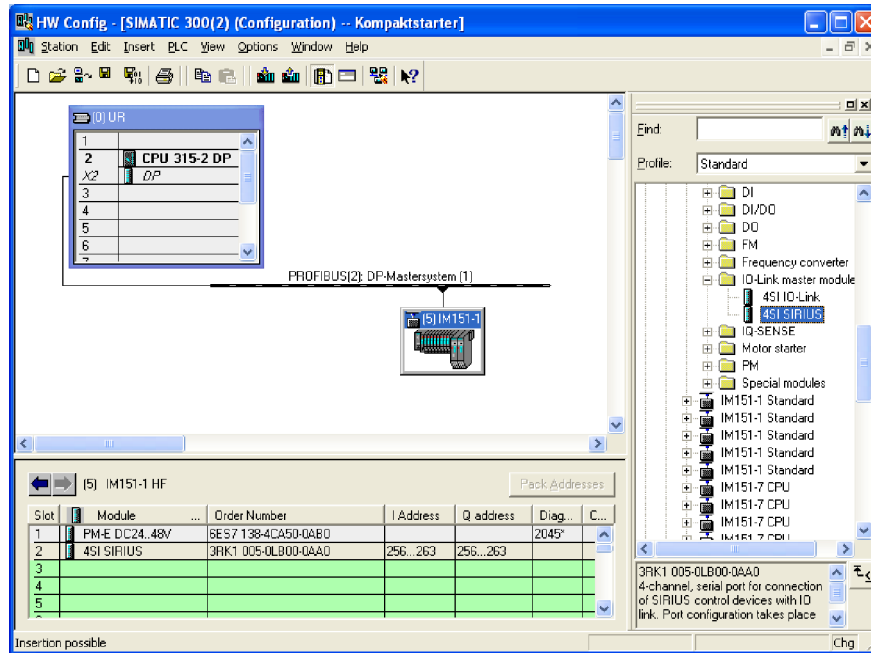 HW Config - [SIMATIC 300(2) (Configuration) -- Kompaktstarter]
Station Edit Insert PLC View Options Window Help
(0) UR
1
2 CPU 315-2 DP
X2 DP
3
4
5
6
7
PROFIBUS(2): DP-Mastersystem (1)
(5) IM151-1
Find:
Profile: Standard
DI
DI/DO
DO
FM
Frequency converter
IO-Link master module
4SI IO-Link
4SI SIRIUS
IQ-SENSE
Motor starter
PM
Special modules
IM151-1 Standard
IM151-1 Standard
IM151-1 Standard
IM151-1 Standard
IM151-1 Standard
IM151-7 CPU
IM151-7 CPU
IM151-7 CPU
IM151-7 CPU
(5) IM151-1 HF
Pack Addresses
Slot Module ... Order Number I Address Q address Diag... C...
1 PM-E DC24..48V 6ES7 138-4CA50-0AB0 2045*
2 4SI SIRIUS 3RK1 005-0LB00-0AA0 256...263 256...263
3
4
5
3RK1 005-0LB00-0AA0
4-channel, serial port for connection
of SIRIUS control devices with IO
link. Port configuration takes place
Insertion possible
Chg